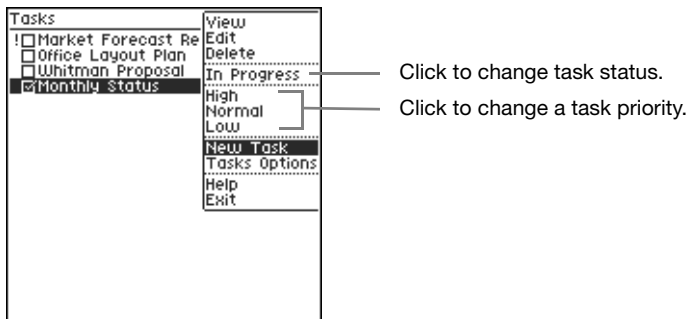 Tasks
!Market Forecast Re
Office Layout Plan
Whitman Proposal
Monthly Status
View
Edit
Delete
In Progress
High
Normal
Low
New Task
Tasks Options
Help
Exit
Click to change task status.
Click to change a task priority.